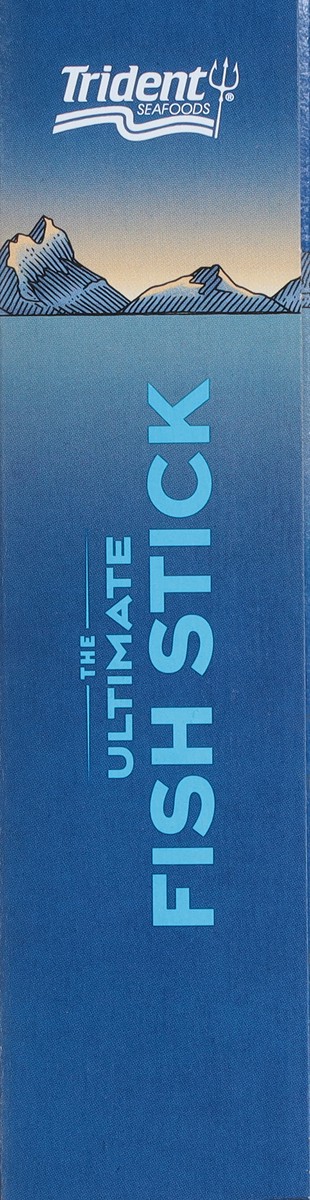 Trident®
SEAFOODS
THE
ULTIMATE
FISH STICK